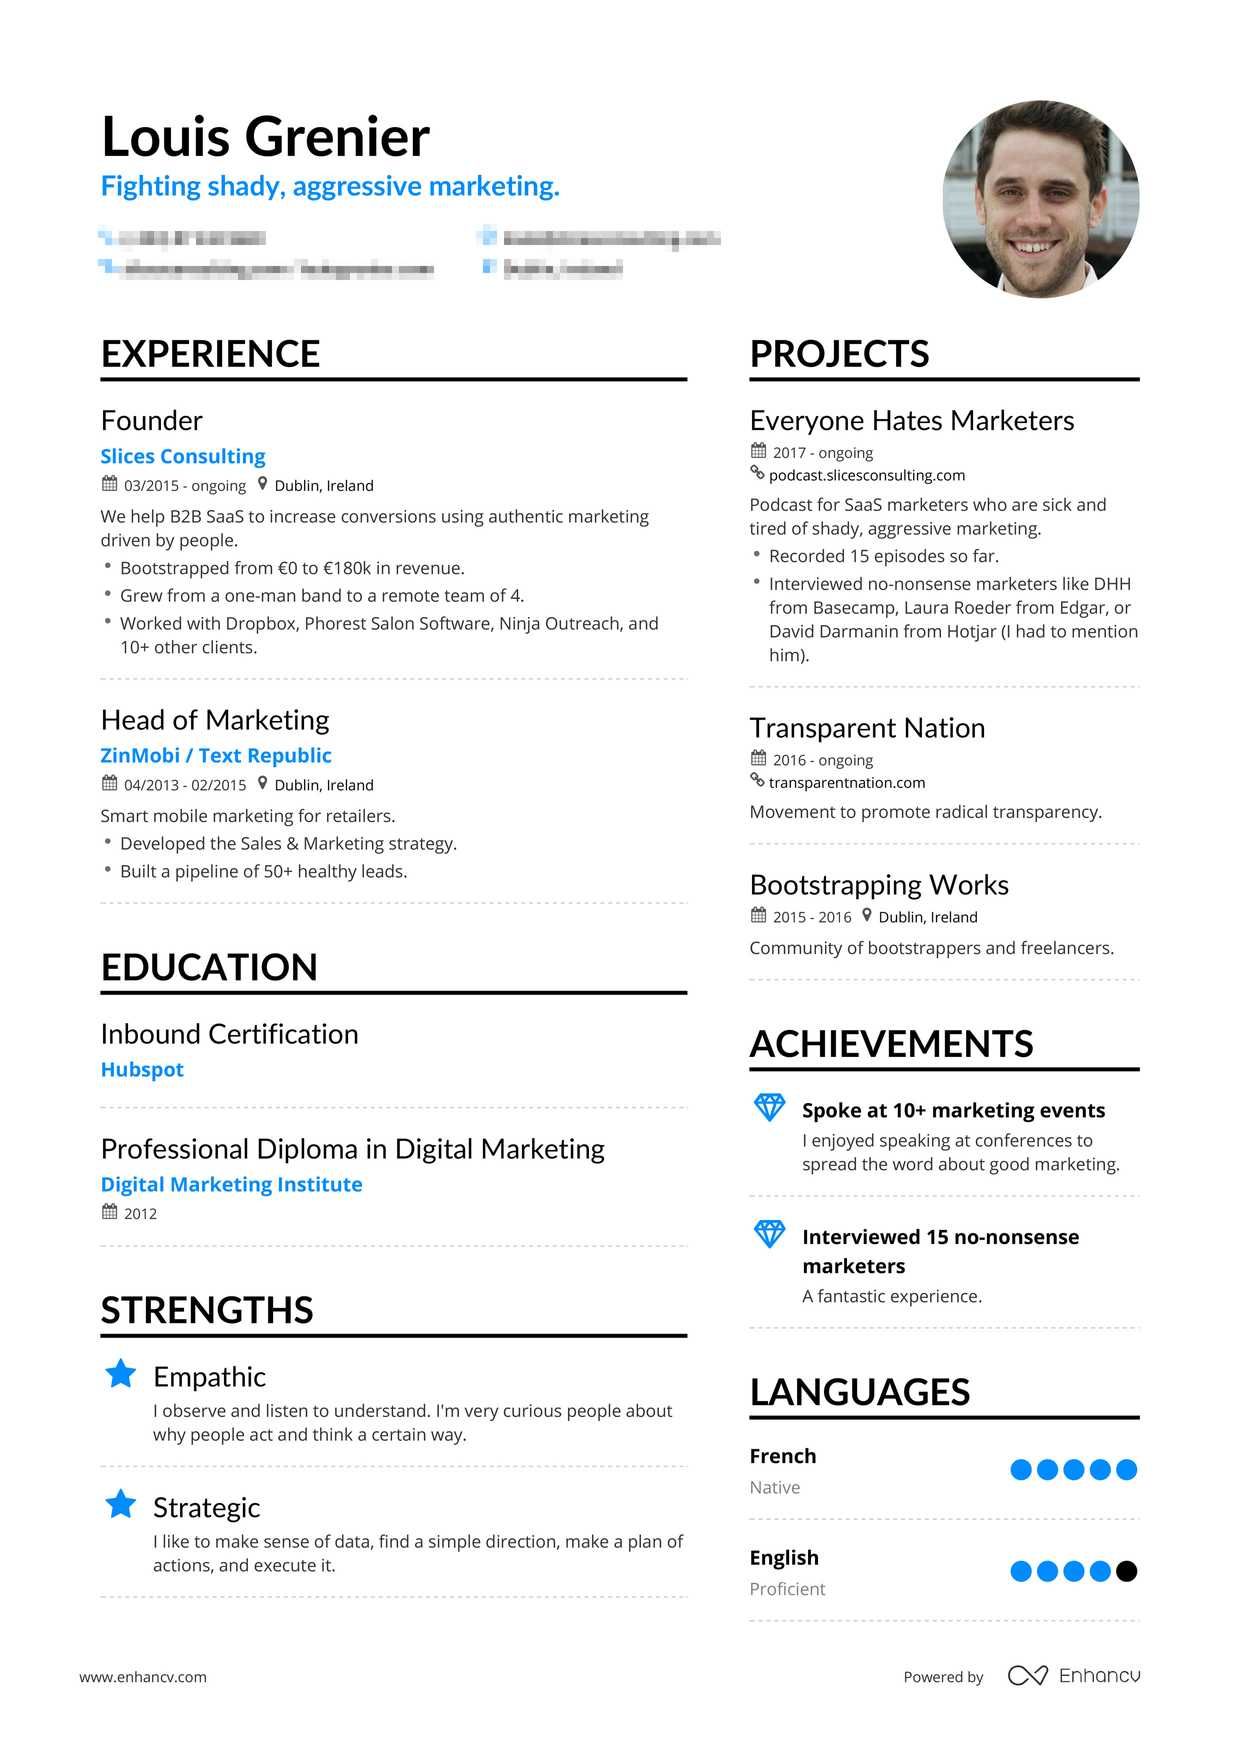 Louis Grenier
Fighting shady, aggressive marketing.
EXPERIENCE
Founder
Slices Consulting
03/2015 - ongoing Dublin, Ireland
We help B2B SaaS to increase conversions using authentic marketing
driven by people.
• Bootstrapped from €0 to €180k in revenue.
• Grew from a one-man band to a remote team of 4.
• Worked with Dropbox, Phorest Salon Software, Ninja Outreach, and
10+ other clients.
Head of Marketing
ZinMobi / Text Republic
04/2013 - 02/2015 Dublin, Ireland
Smart mobile marketing for retailers.
• Developed the Sales & Marketing strategy.
• Built a pipeline of 50+ healthy leads.
EDUCATION
Inbound Certification
Hubspot
Professional Diploma in Digital Marketing
Digital Marketing Institute
2012
STRENGTHS
Empathic
I observe and listen to understand. I'm very curious people about
why people act and think a certain way.
Strategic
I like to make sense of data, find a simple direction, make a plan of
actions, and execute it.
PROJECTS
Everyone Hates Marketers
2017 - ongoing
podcast.slicesconsulting.com
Podcast for SaaS marketers who are sick and
tired of shady, aggressive marketing.
• Recorded 15 episodes so far.
• Interviewed no-nonsense marketers like DHH
from Basecamp, Laura Roeder from Edgar, or
David Darmanin from Hotjar (I had to mention
him).
Transparent Nation
2016 - ongoing
transparentnation.com
Movement to promote radical transparency.
Bootstrapping Works
2015 - 2016 Dublin, Ireland
Community of bootstrappers and freelancers.
ACHIEVEMENTS
Spoke at 10+ marketing events
I enjoyed speaking at conferences to
spread the word about good marketing.
Interviewed 15 no-nonsense
marketers
A fantastic experience.
LANGUAGES
French
Native
English
Proficient
www.enhancv.com
Powered by Enhancv